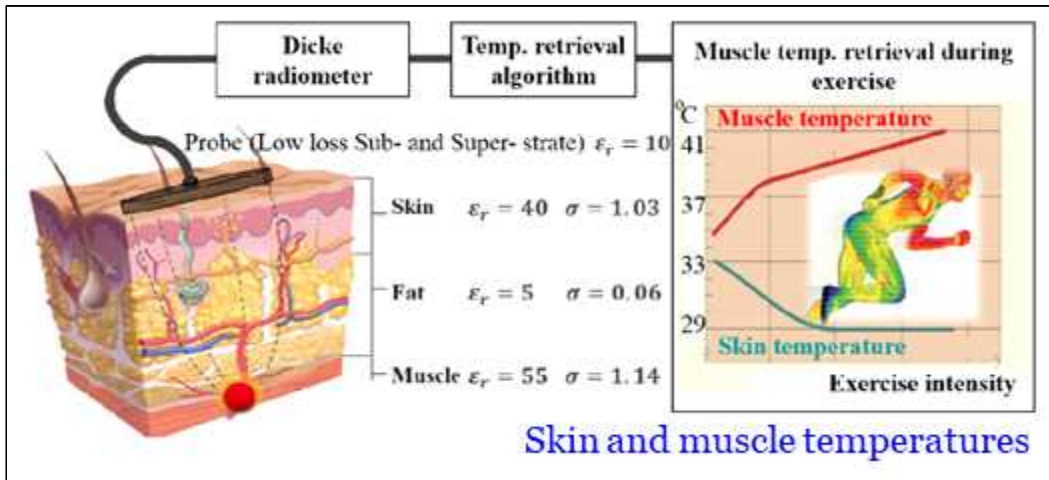 Dicke
radiometer
Temp. retrieval
algorithm
Muscle temp. retrieval during
exercise
Probe (Low loss Sub- and Super- strate) εᵣ = 10
Skin εᵣ = 40 σ = 1.03
Fat εᵣ = 5 σ = 0.06
Muscle εᵣ = 55 σ = 1.14
°C
Muscle temperature
41
37
33
29
Skin temperature
Exercise intensity
Skin and muscle temperatures